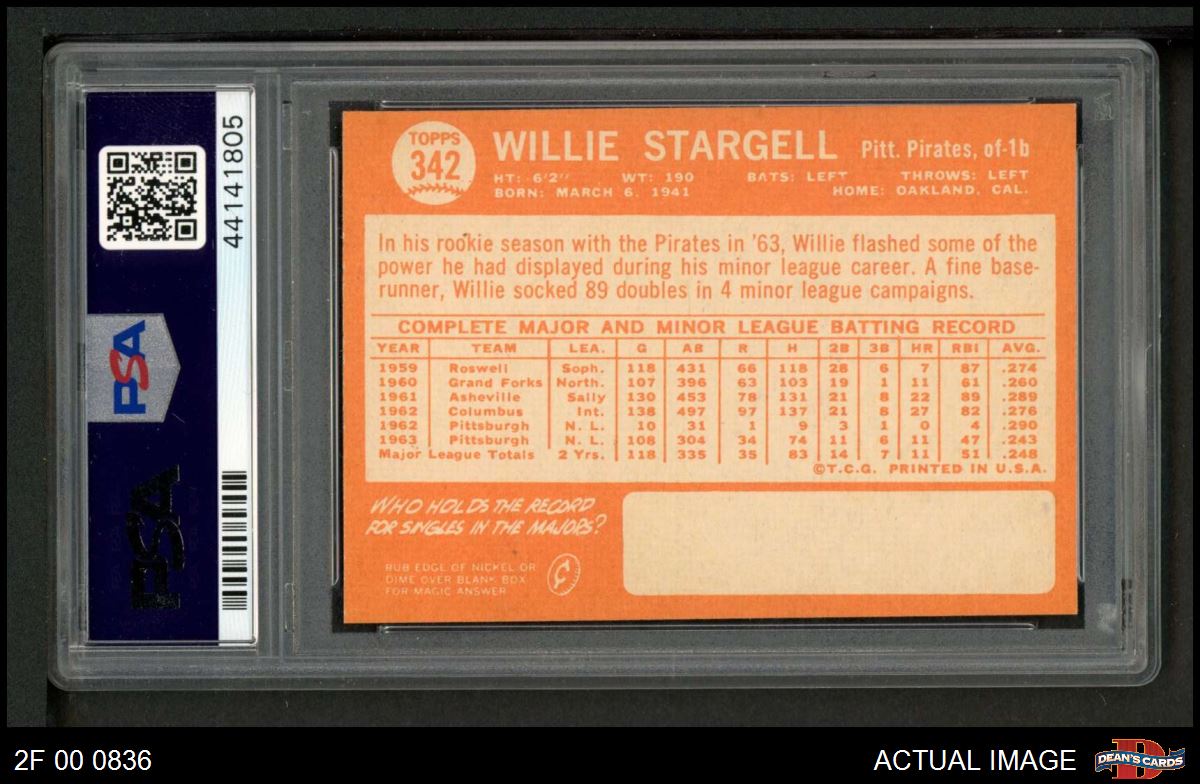 TOPPS
342
WILLIE STARGELL Pitt. Pirates, of-1b
HT: 6'2" WT: 190 BATS: LEFT THROWS: LEFT
BORN: MARCH 6, 1941 HOME: OAKLAND, CAL.
In his rookie season with the Pirates in '63, Willie flashed some of the
power he had displayed during his minor league career. A fine base-
runner, Willie socked 89 doubles in 4 minor league campaigns.
COMPLETE MAJOR AND MINOR LEAGUE BATTING RECORD
YEAR TEAM LEA. G AB R H 2B 3B HR RBI AVG.
1959 Roswell Soph. 118 431 66 118 28 6 7 87 .274
1960 Grand Forks North. 107 396 63 103 19 1 11 61 .260
1961 Asheville Sally 130 453 78 131 21 8 22 89 .289
1962 Columbus Int. 138 497 97 137 21 8 27 82 .276
1962 Pittsburgh N. L. 10 31 1 9 3 1 0 4 .290
1963 Pittsburgh N. L. 108 304 34 74 11 6 11 47 .243
Major League Totals 2 Yrs. 118 335 35 83 14 7 11 51 .248
©T.C.G. PRINTED IN U.S.A.
WHO HOLDS THE RECORD
FOR SINGLES IN THE MAJORS?
RUB EDGE OF NICKEL OR
DIME OVER BLANK BOX
FOR MAGIC ANSWER
44141805
PSA
PSA
2F 00 0836
ACTUAL IMAGE
D
DEAN'S CARDS